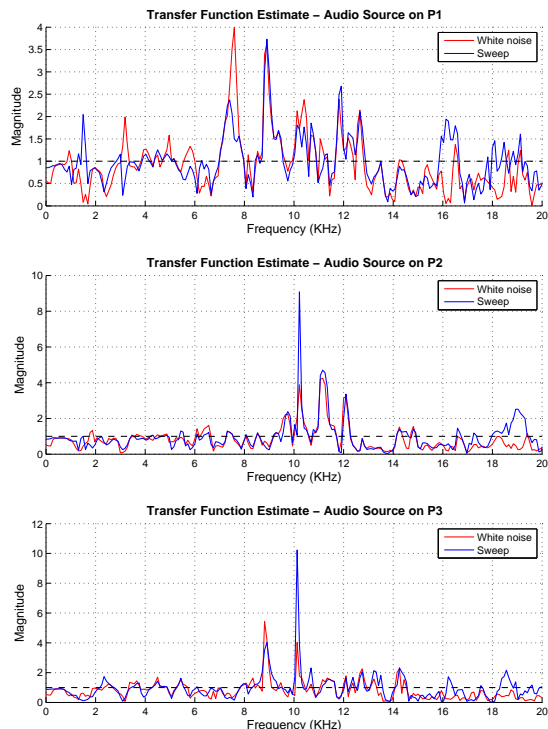 Transfer Function Estimate − Audio Source on P1
4
3.5
3
2.5
2
1.5
1
0.5
0
Magnitude
White noise
Sweep
0 2 4 6 8 10 12 14 16 18 20
Frequency (KHz)
Transfer Function Estimate − Audio Source on P2
10
8
6
4
2
0
Magnitude
White noise
Sweep
0 2 4 6 8 10 12 14 16 18 20
Frequency (KHz)
Transfer Function Estimate − Audio Source on P3
12
10
8
6
4
2
0
Magnitude
White noise
Sweep
0 2 4 6 8 10 12 14 16 18 20
Frequency (KHz)